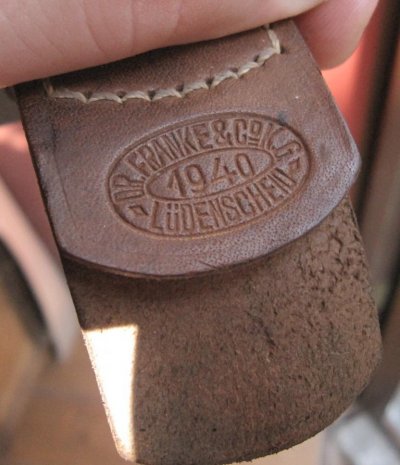 DR. FRANKE & Co K.G.
1940
LÜDENSCHEID